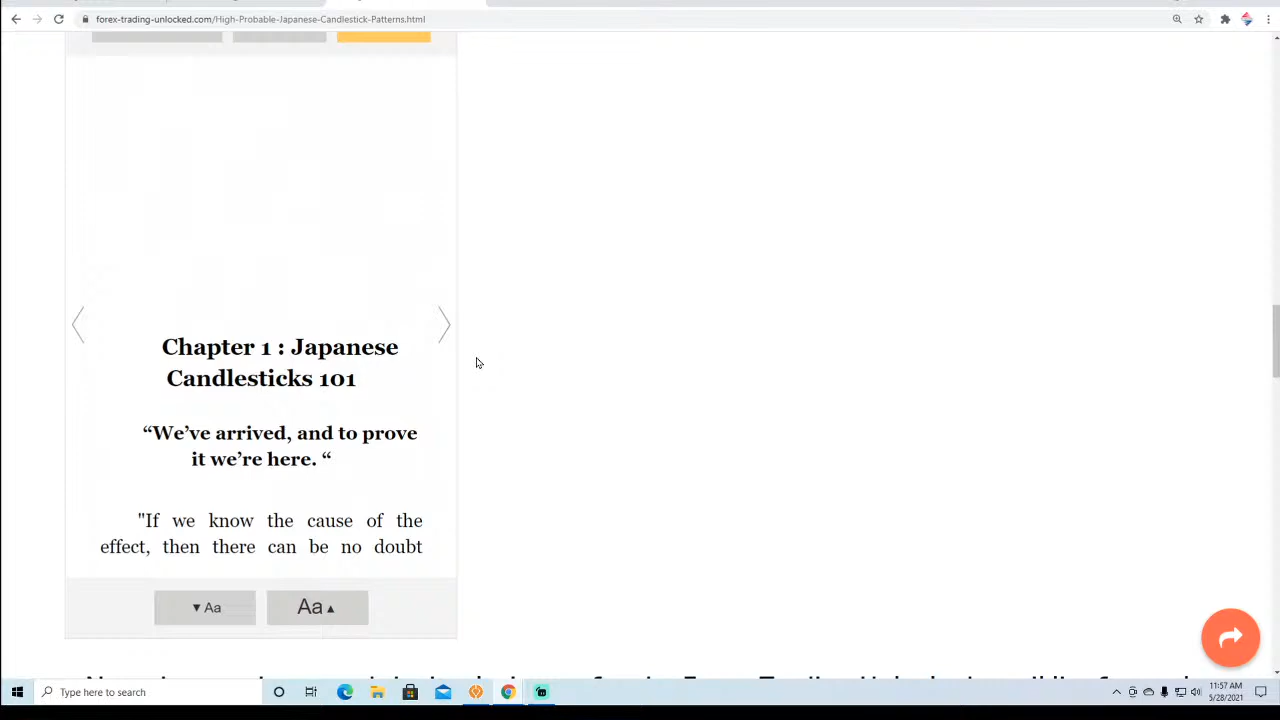 forex-trading-unlocked.com/High-Probable-Japanese-Candlestick-Patterns.html
Chapter 1 : Japanese
Candlesticks 101
“We’ve arrived, and to prove
it we’re here. “
"If we know the cause of the
effect, then there can be no doubt
▼ Aa
Aa ▲
Type here to search
11:57 AM
5/28/2021